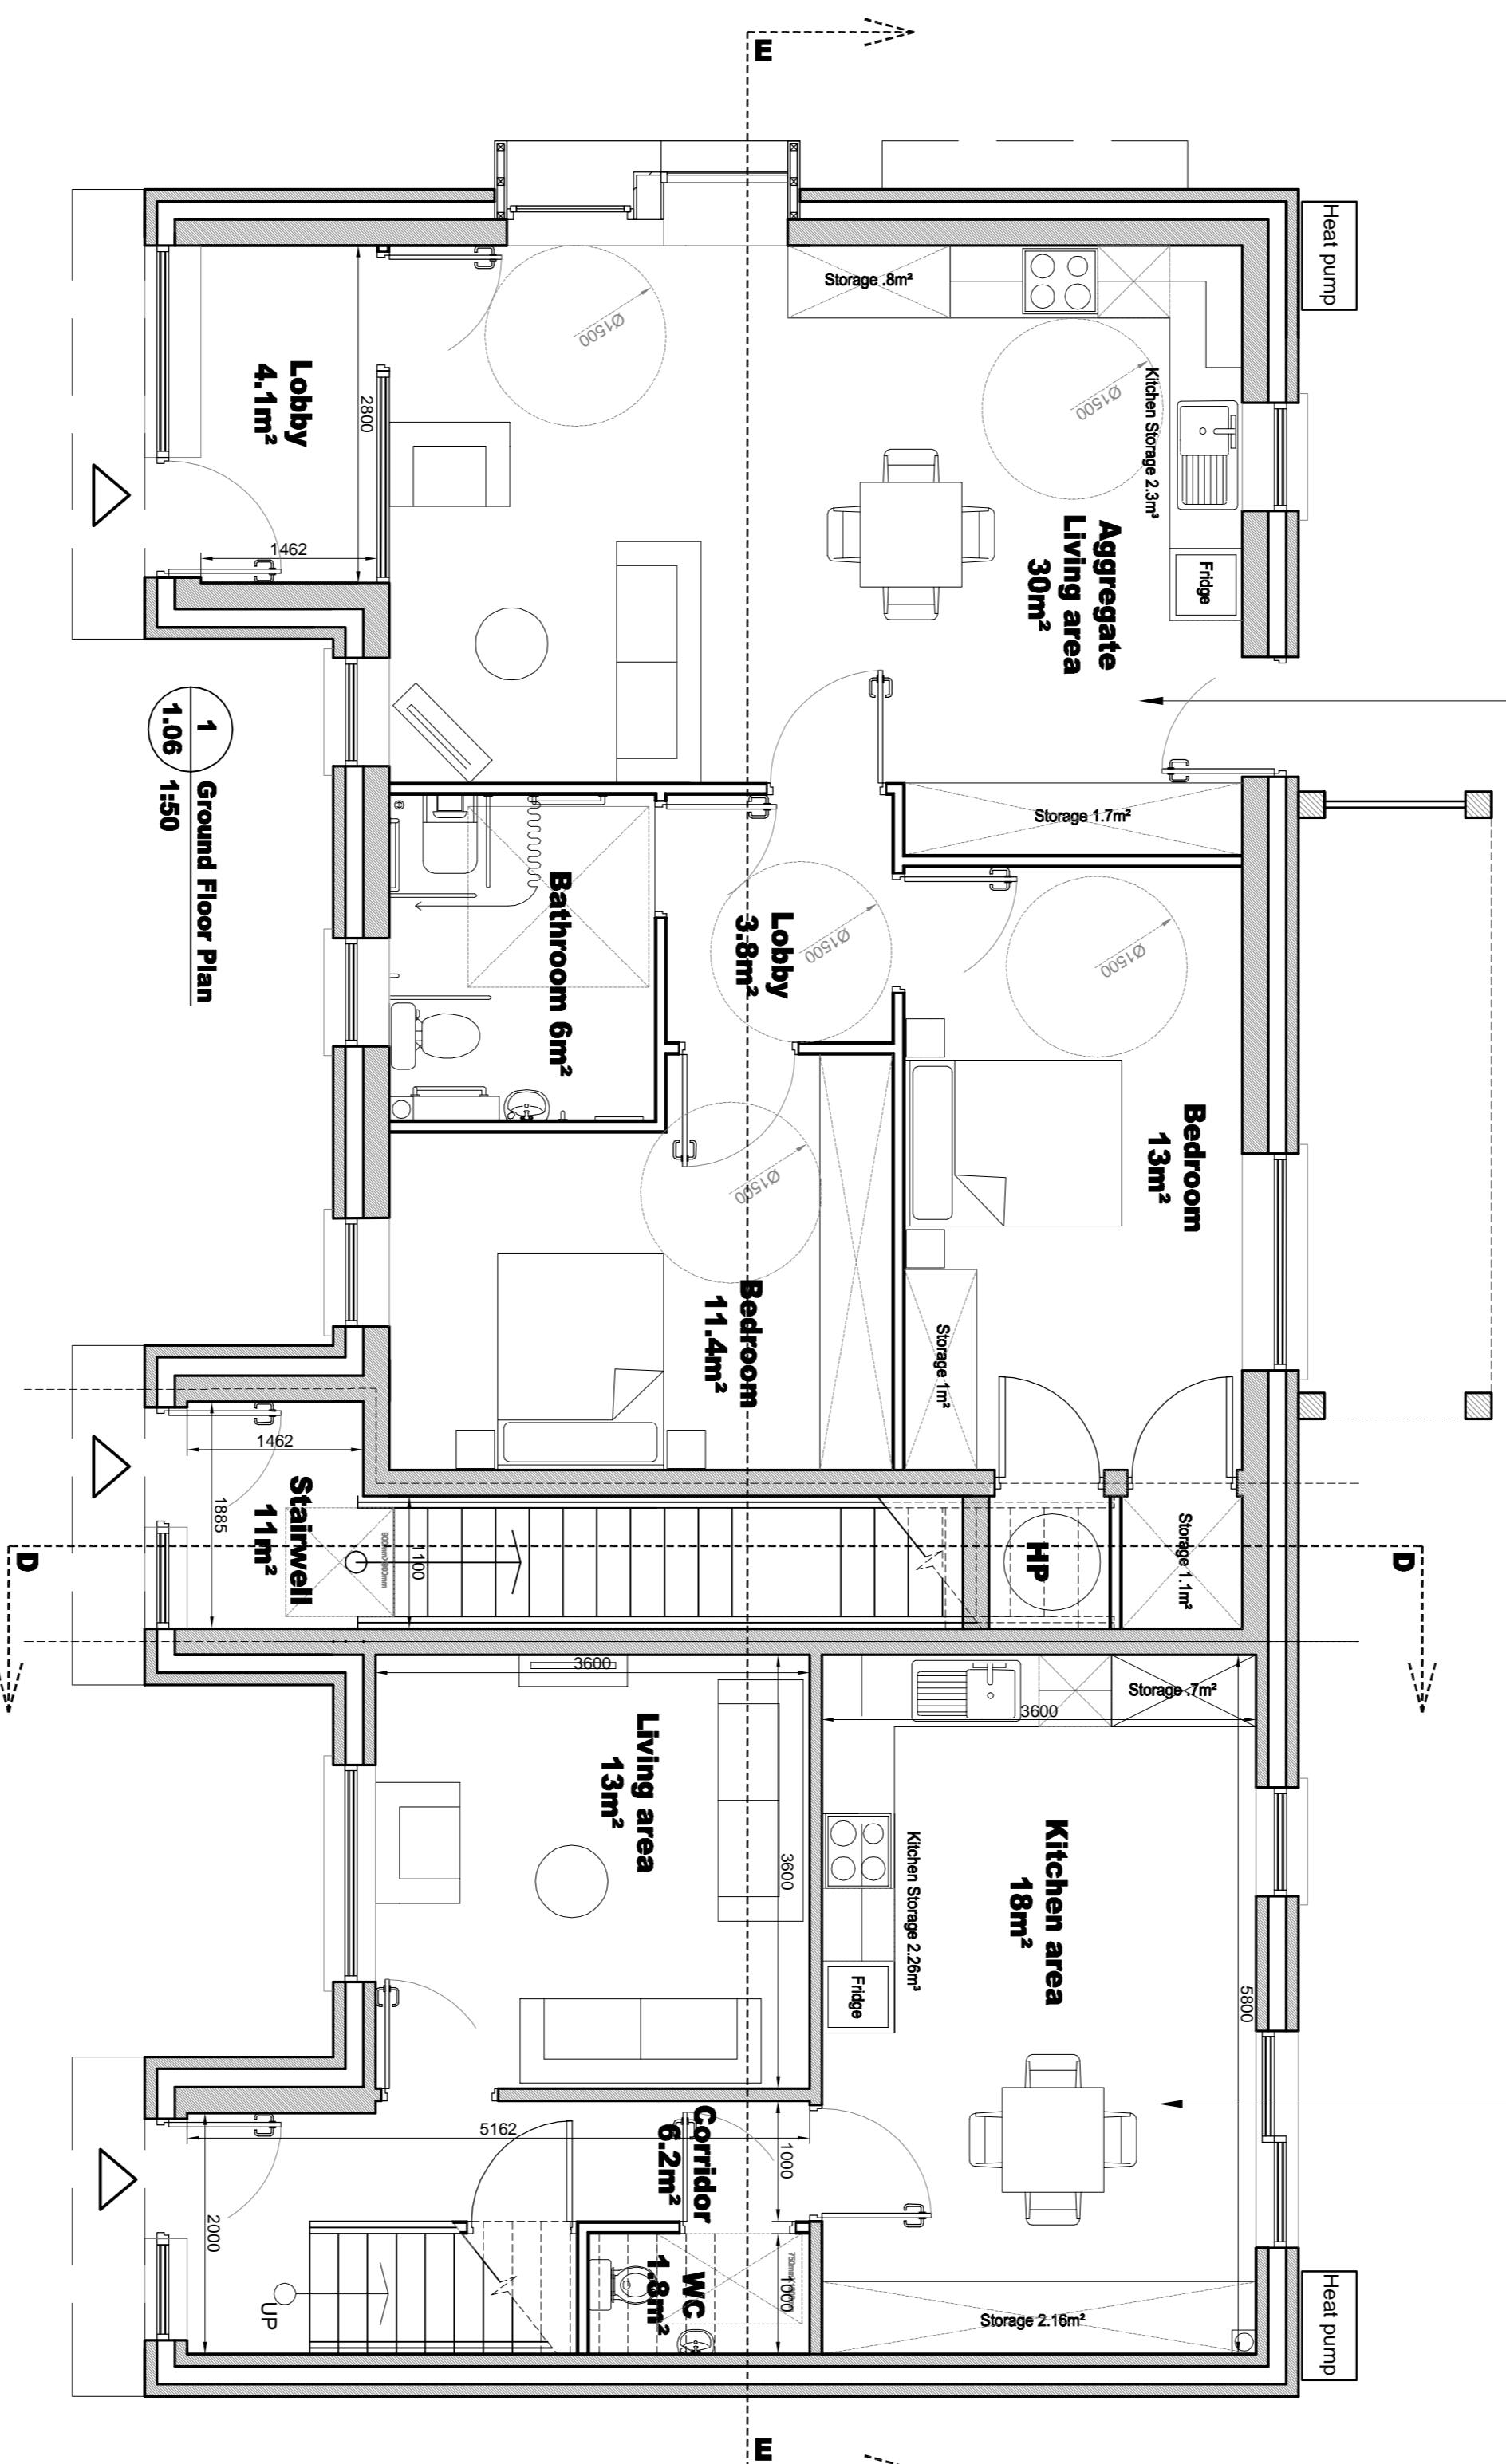 E
Heat pump
Storage .8m²
Ø1500
Ø1500
Kitchen Storage 2.3m³
Lobby
4.1m²
2800
1462
Aggregate
Living area
30m²
Fridge
1
1.06
Ground Floor Plan
1:50
Storage 1.7m²
Bathroom 6m²
Lobby
3.8m²
Ø1500
Ø1500
Bedroom
13m²
Ø1500
Bedroom
11.4m²
Storage 1m²
1462
1885
Stairwell
11m²
900mmx900mm
1100
HP
Storage 1.1m²
D
D
3600
Living area
13m²
3600
Storage .7m²
3600
Kitchen area
18m²
Kitchen Storage 2.26m³
Fridge
5800
5162
Corridor
6.2m²
1000
2000
UP
WC
1.8m²
1000
Storage 2.16m²
Heat pump
E